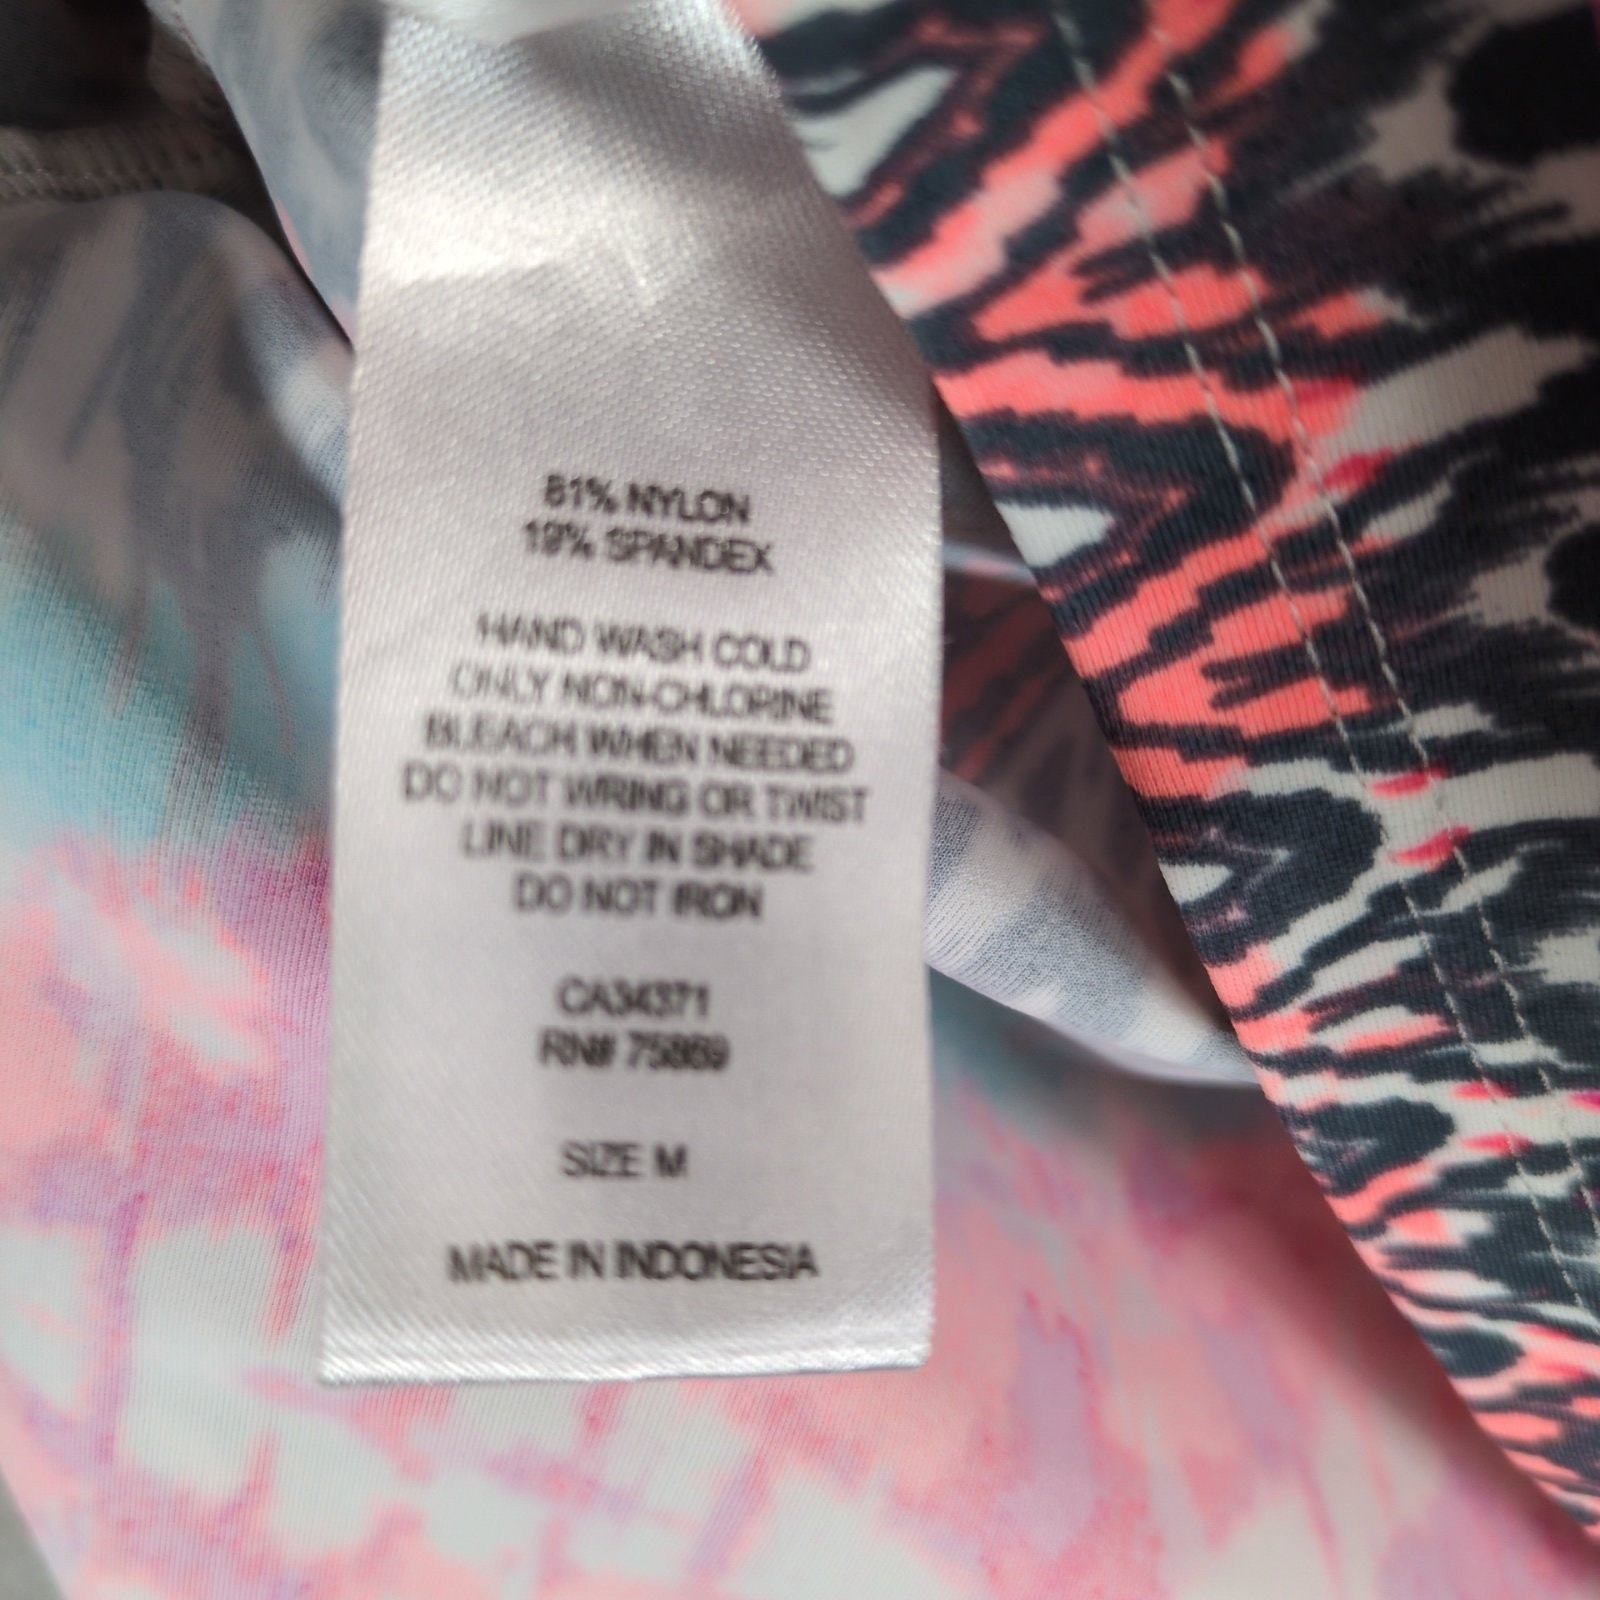 81% NYLON
19% SPANDEX
HAND WASH COLD
ONLY NON-CHLORINE
BLEACH WHEN NEEDED
DO NOT WRING OR TWIST
LINE DRY IN SHADE
DO NOT IRON
CA34371
RN# 75869
SIZE M
MADE IN INDONESIA